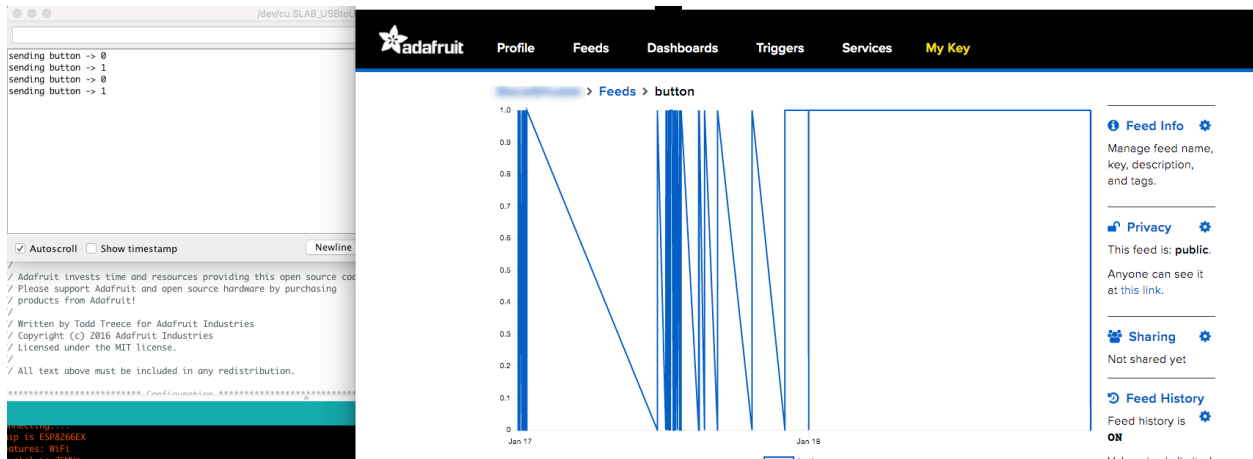 /dev/cu.SLAB_USBtoU
sending button -> 0
sending button -> 1
sending button -> 0
sending button -> 1
Autoscroll Show timestamp Newline
/
/ Adafruit invests time and resources providing this open source cod
/ Please support Adafruit and open source hardware by purchasing
/ products from Adafruit!
/
/ Written by Todd Treece for Adafruit Industries
/ Copyright (c) 2016 Adafruit Industries
/ Licensed under the MIT license.
/
/ All text above must be included in any redistribution.
/************************** Configuration ***************************
onnecting....
hip is ESP8266EX
atures: WiFi
adafruit Profile Feeds Dashboards Triggers Services My Key
> Feeds > button
1.0
0.9
0.8
0.7
0.6
0.5
0.4
0.3
0.2
0.1
0
Jan 17 Jan 18
Feed Info
Manage feed name,
key, description,
and tags.
Privacy
This feed is: public.
Anyone can see it
at this link.
Sharing
Not shared yet
Feed History
Feed history is
ON